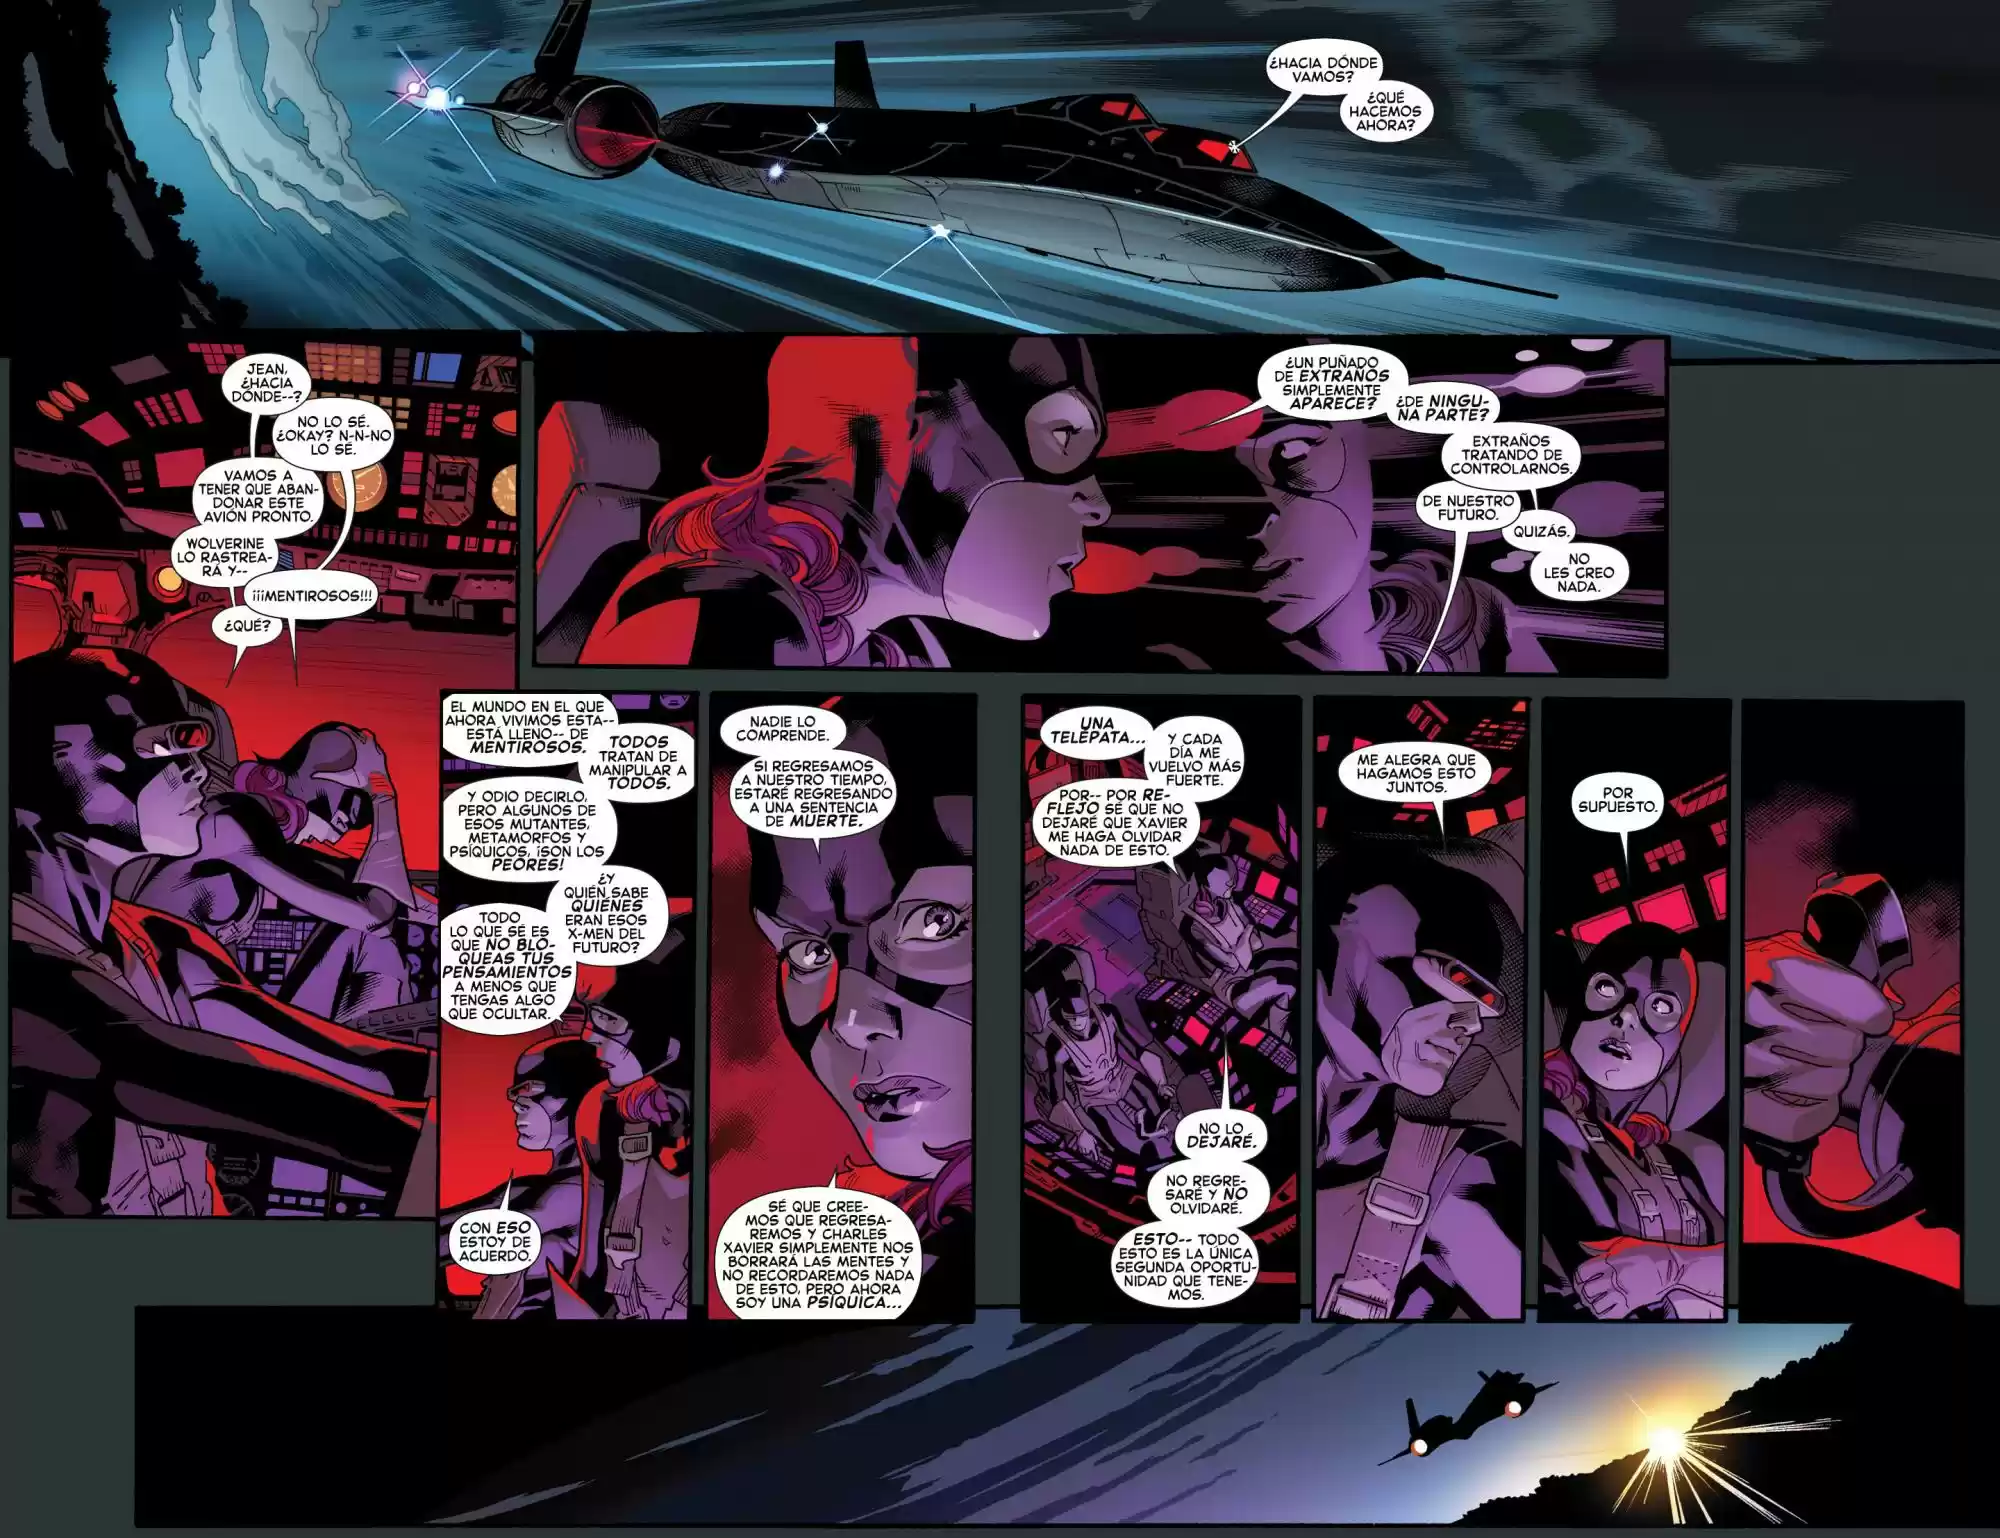 ¿HACIA DÓNDE
VAMOS?
¿QUÉ
HACEMOS
AHORA?
JEAN,
¿HACIA
DÓNDE--?
NO LO SÉ.
¿OKAY? N-N-NO
LO SÉ.
VAMOS A
TENER QUE ABAN-
DONAR ESTE
AVIÓN PRONTO.
WOLVERINE
LO RASTREA-
RÁ Y--
¡¡¡MENTIROSOS!!!
¿QUÉ?
¿UN PUÑADO
DE EXTRAÑOS
SIMPLEMENTE
APARECE?
¿DE NINGU-
NA PARTE?
EXTRAÑOS
TRATANDO DE
CONTROLARNOS.
DE NUESTRO
FUTURO.
QUIZÁS.
NO
LES CREO
NADA.
EL MUNDO EN EL QUE
AHORA VIVIMOS ESTA--
ESTÁ LLENO-- DE
MENTIROSOS.
TODOS
TRATAN DE
MANIPULAR A
TODOS.
Y ODIO DECIRLO,
PERO ALGUNOS DE
ESOS MUTANTES,
METAMORFOS Y
PSÍQUICOS, ¡SON LOS
PEORES!
¿Y
QUIÉN SABE
QUIÉNES
ERAN ESOS
X-MEN DEL
FUTURO?
TODO
LO QUE SÉ ES
QUE NO BLO-
QUEAS TUS
PENSAMIENTOS
A MENOS QUE
TENGAS ALGO
QUE OCULTAR.
CON ESO
ESTOY DE
ACUERDO.
NADIE LO
COMPRENDE.
SI REGRESAMOS
A NUESTRO TIEMPO,
ESTARÉ REGRESANDO
A UNA SENTENCIA
DE MUERTE.
SÉ QUE CREE-
MOS QUE REGRESA-
REMOS Y CHARLES
XAVIER SIMPLEMENTE NOS
BORRARÁ LAS MENTES Y
NO RECORDAREMOS NADA
DE ESTO, PERO AHORA
SOY UNA PSÍQUICA...
UNA
TELÉPATA...
Y CADA
DÍA ME
VUELVO MÁS
FUERTE.
POR-- POR RE-
FLEJO SÉ QUE NO
DEJARÉ QUE XAVIER
ME HAGA OLVIDAR
NADA DE ESTO.
NO LO
DEJARÉ.
NO REGRE-
SARÉ Y NO
OLVIDARÉ.
ESTO-- TODO
ESTO ES LA ÚNICA
SEGUNDA OPORTU-
NIDAD QUE TENE-
MOS.
ME ALEGRA QUE
HAGAMOS ESTO
JUNTOS.
POR
SUPUESTO.